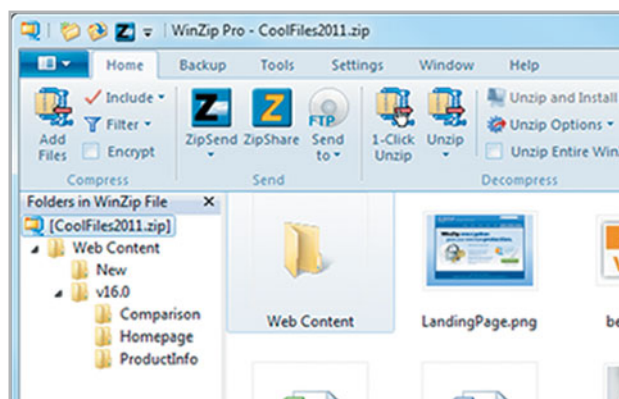 WinZip Pro - CoolFiles2011.zip
Home Backup Tools Settings Window Help
Add Files
Include
Filter
Encrypt
ZipSend
ZipShare
FTP
Send to
1-Click Unzip
Unzip
Unzip and Install
Unzip Options
Unzip Entire Win
Compress Send Decompress
Folders in WinZip File X
[CoolFiles2011.zip]
Web Content
New
v16.0
Comparison
Homepage
ProductInfo
Web Content
LandingPage.png
be